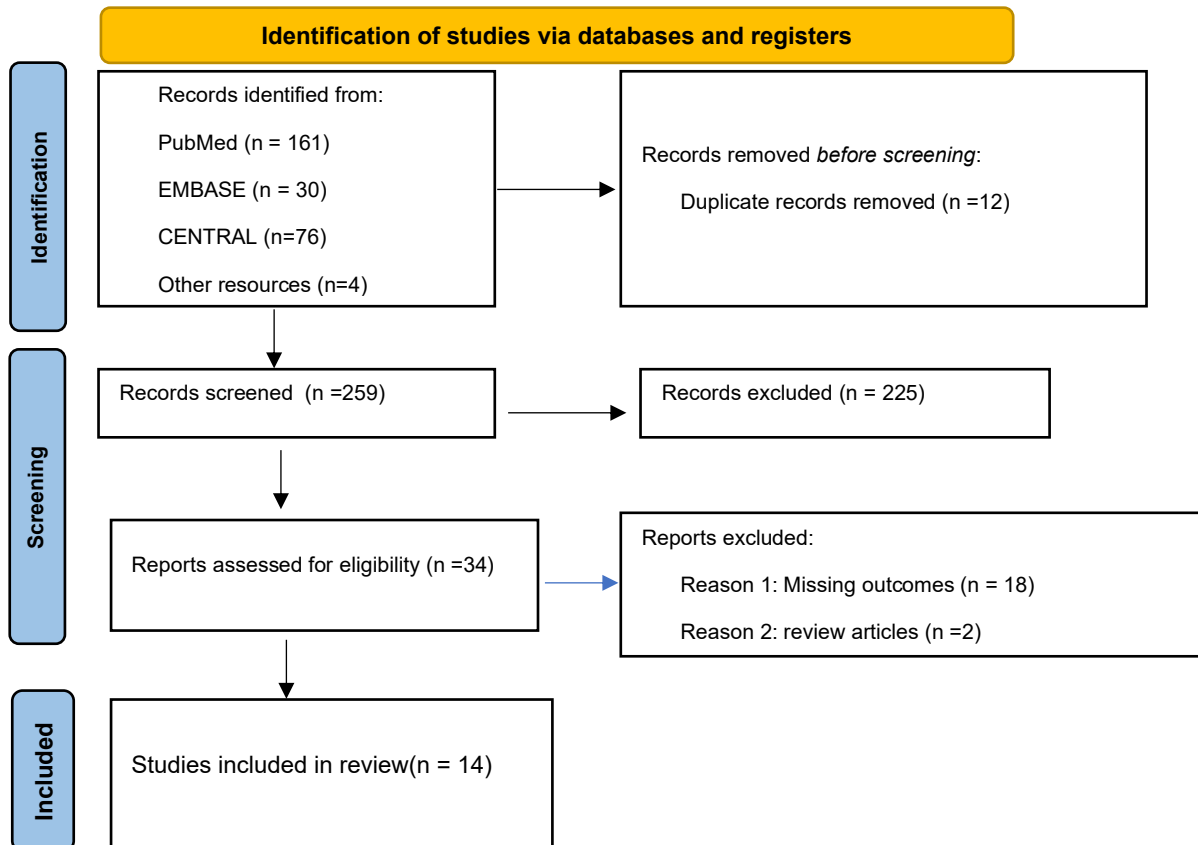 Identification of studies via databases and registers
Identification
Records identified from:
PubMed (n = 161)
EMBASE (n = 30)
CENTRAL (n=76)
Other resources (n=4)
Records removed before screening:
Duplicate records removed (n =12)
Screening
Records screened (n =259)
Records excluded (n = 225)
Reports assessed for eligibility (n =34)
Reports excluded:
Reason 1: Missing outcomes (n = 18)
Reason 2: review articles (n =2)
Included
Studies included in review(n = 14)